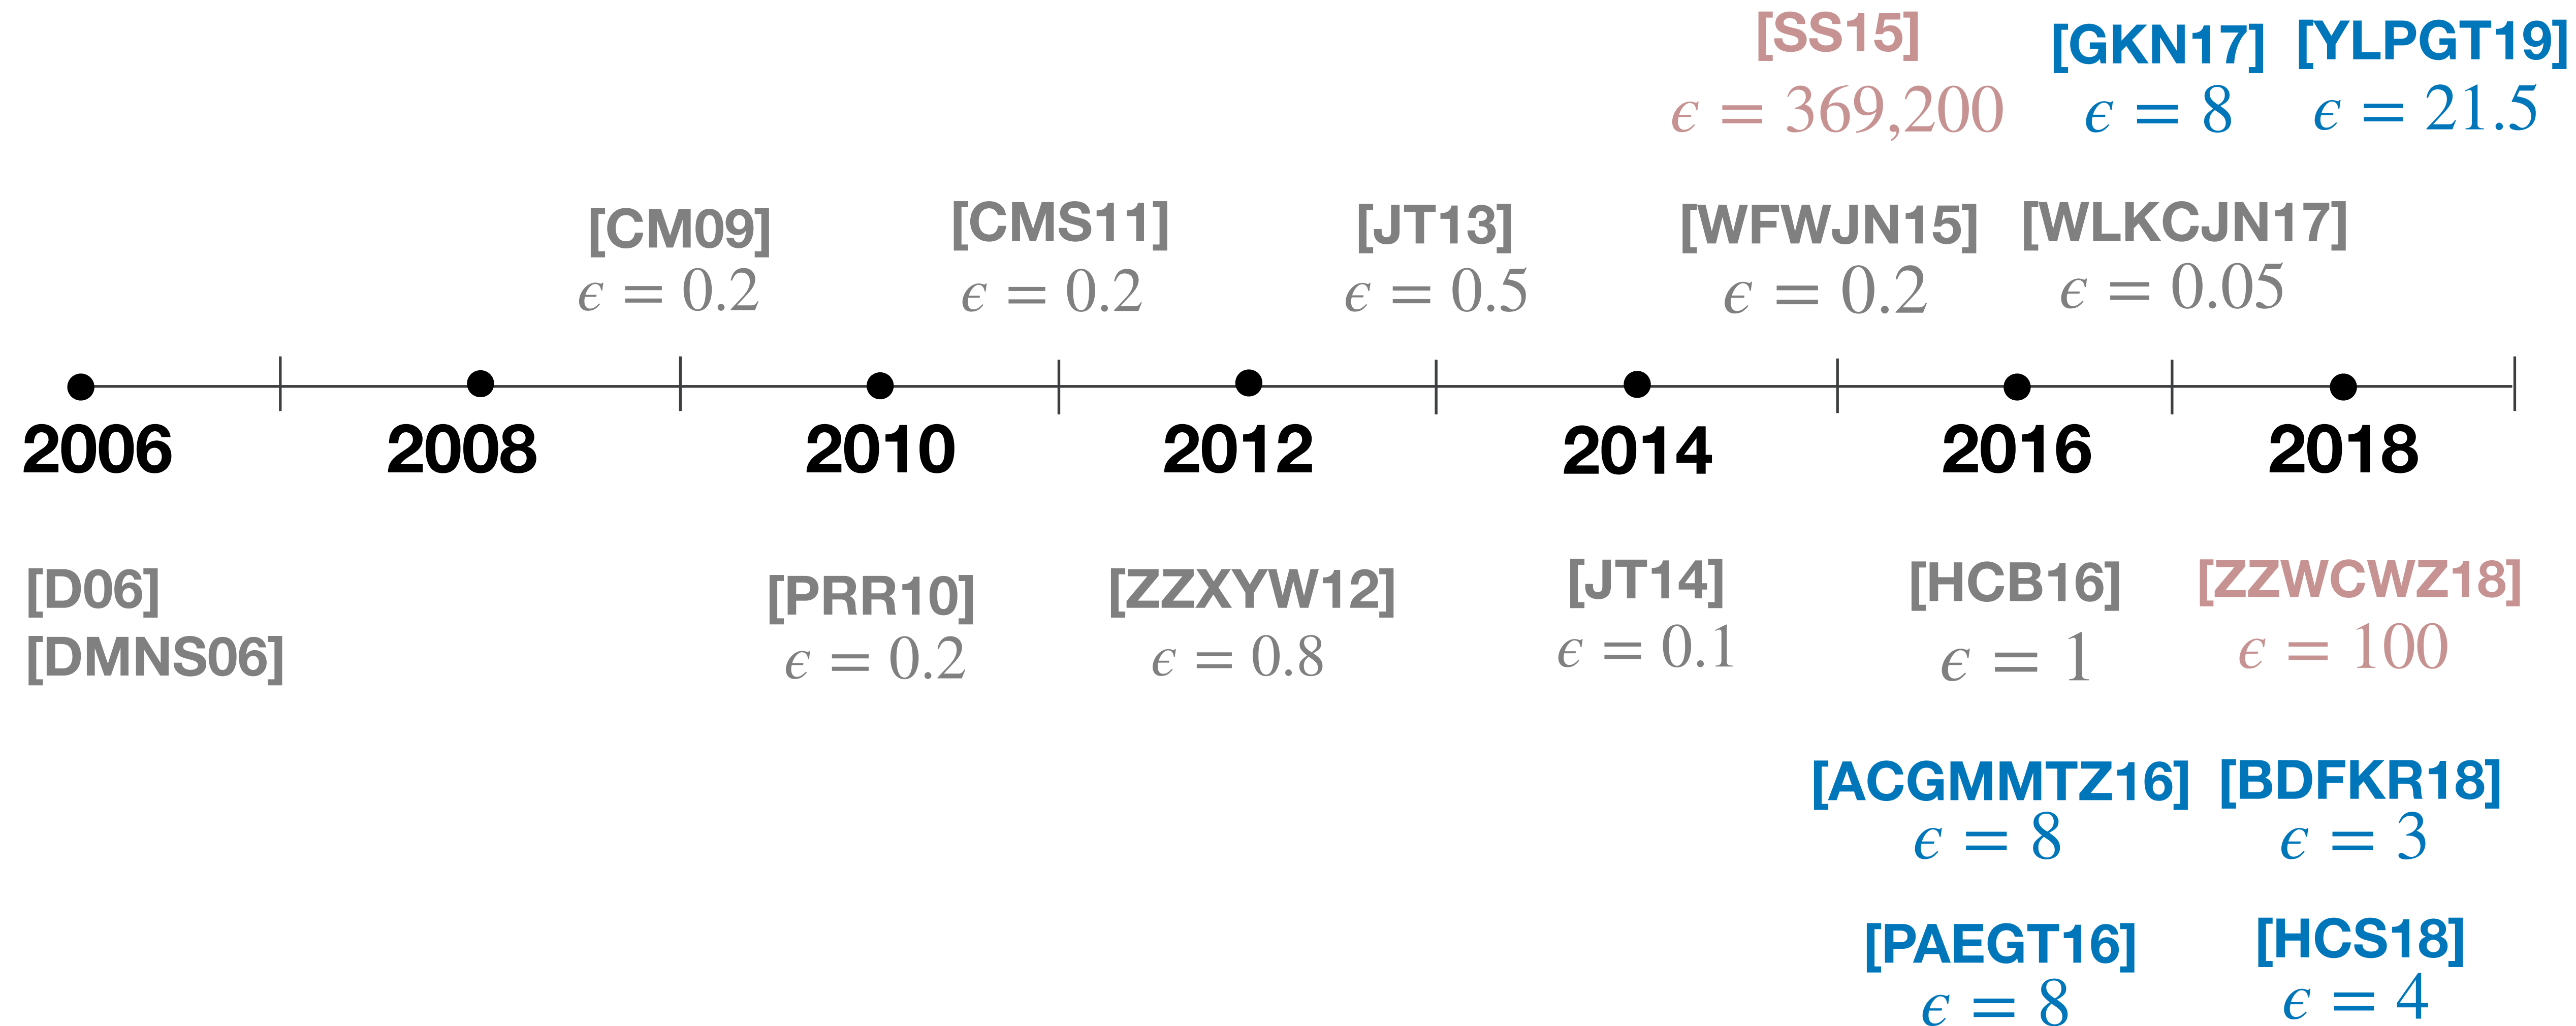 [SS15]
ϵ = 369,200
[GKN17]
ϵ = 8
[YLPGT19]
ϵ = 21.5
[CM09]
ϵ = 0.2
[CMS11]
ϵ = 0.2
[JT13]
ϵ = 0.5
[WFWJN15]
ϵ = 0.2
[WLKCJN17]
ϵ = 0.05
2006 2008 2010 2012 2014 2016 2018
[D06]
[DMNS06]
[PRR10]
ϵ = 0.2
[ZZXYW12]
ϵ = 0.8
[JT14]
ϵ = 0.1
[HCB16]
ϵ = 1
[ZZWCWZ18]
ϵ = 100
[ACGMMTZ16]
ϵ = 8
[BDFKR18]
ϵ = 3
[PAEGT16]
ϵ = 8
[HCS18]
ϵ = 4